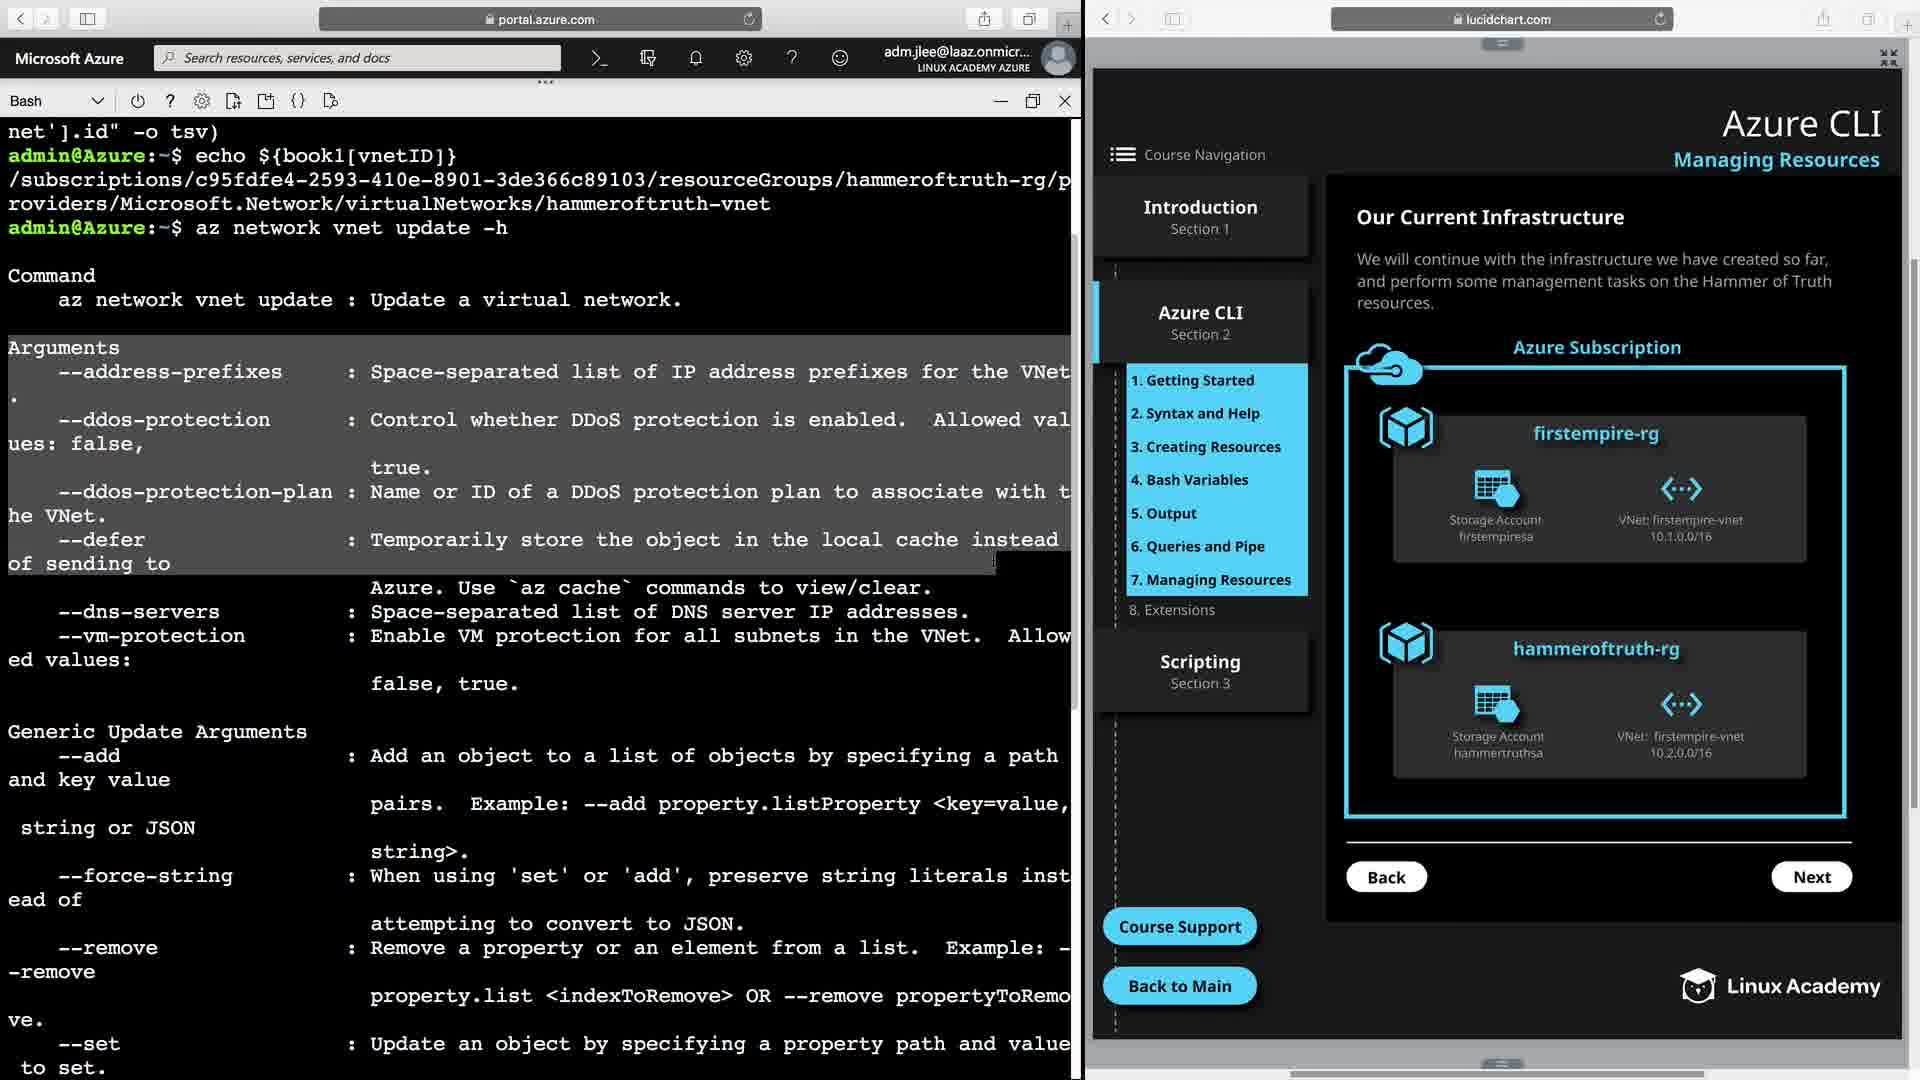 portal.azure.com
Microsoft Azure
Search resources, services, and docs
adm.jlee@laaz.onmicr...
LINUX ACADEMY AZURE
Bash
net'].id" -o tsv)
admin@Azure:~$ echo ${book1[vnetID]}
/subscriptions/c95fdfe4-2593-410e-8901-3de366c89103/resourceGroups/hammeroftruth-rg/p
roviders/Microsoft.Network/virtualNetworks/hammeroftruth-vnet
admin@Azure:~$ az network vnet update -h
Command
az network vnet update : Update a virtual network.
Arguments
--address-prefixes : Space-separated list of IP address prefixes for the VNet
.
--ddos-protection : Control whether DDoS protection is enabled. Allowed val
ues: false,
true.
--ddos-protection-plan : Name or ID of a DDoS protection plan to associate with t
he VNet.
--defer : Temporarily store the object in the local cache instead
of sending to
Azure. Use `az cache` commands to view/clear.
--dns-servers : Space-separated list of DNS server IP addresses.
--vm-protection : Enable VM protection for all subnets in the VNet. Allow
ed values:
false, true.
Generic Update Arguments
--add : Add an object to a list of objects by specifying a path
and key value
pairs. Example: --add property.listProperty <key=value,
string or JSON
string>.
--force-string : When using 'set' or 'add', preserve string literals inst
ead of
attempting to convert to JSON.
--remove : Remove a property or an element from a list. Example: -
-remove
property.list <indexToRemove> OR --remove propertyToRemo
ve.
--set : Update an object by specifying a property path and value
to set.
lucidchart.com
Azure CLI
Managing Resources
Course Navigation
Introduction
Section 1
Azure CLI
Section 2
1. Getting Started
2. Syntax and Help
3. Creating Resources
4. Bash Variables
5. Output
6. Queries and Pipe
7. Managing Resources
8. Extensions
Scripting
Section 3
Course Support
Back to Main
Our Current Infrastructure
We will continue with the infrastructure we have created so far,
and perform some management tasks on the Hammer of Truth
resources.
Azure Subscription
firstempire-rg
Storage Account
firstempiresa
VNet: firstempire-vnet
10.1.0.0/16
hammeroftruth-rg
Storage Account
hammertruthsa
VNet: firstempire-vnet
10.2.0.0/16
Back
Next
Linux Academy